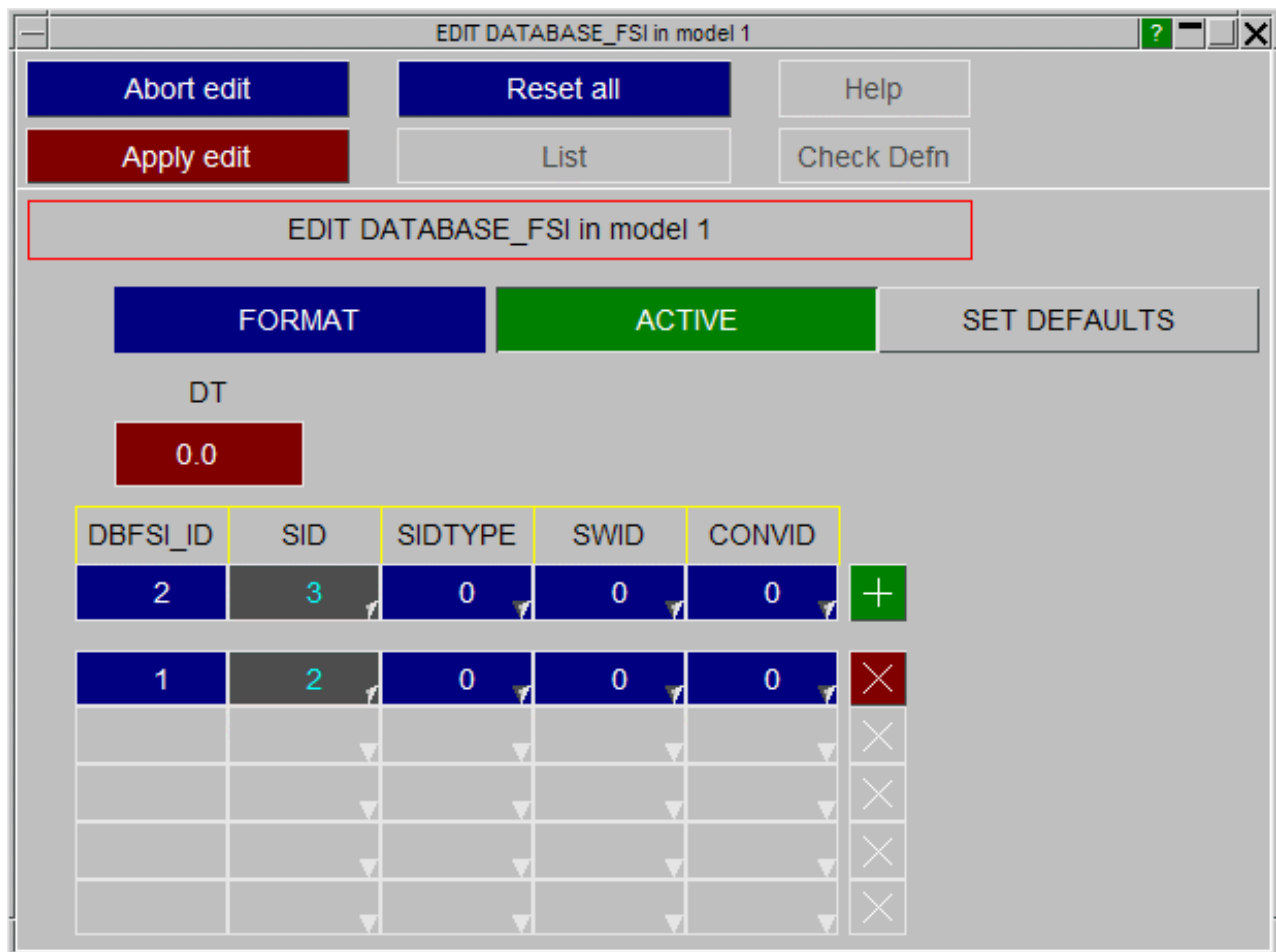 EDIT DATABASE_FSI in model 1 ?
Abort edit Reset all Help
Apply edit List Check Defn
EDIT DATABASE_FSI in model 1
FORMAT ACTIVE SET DEFAULTS
DT
0.0
DBFSI_ID SID SIDTYPE SWID CONVID
2 3 0 0 0 +
1 2 0 0 0